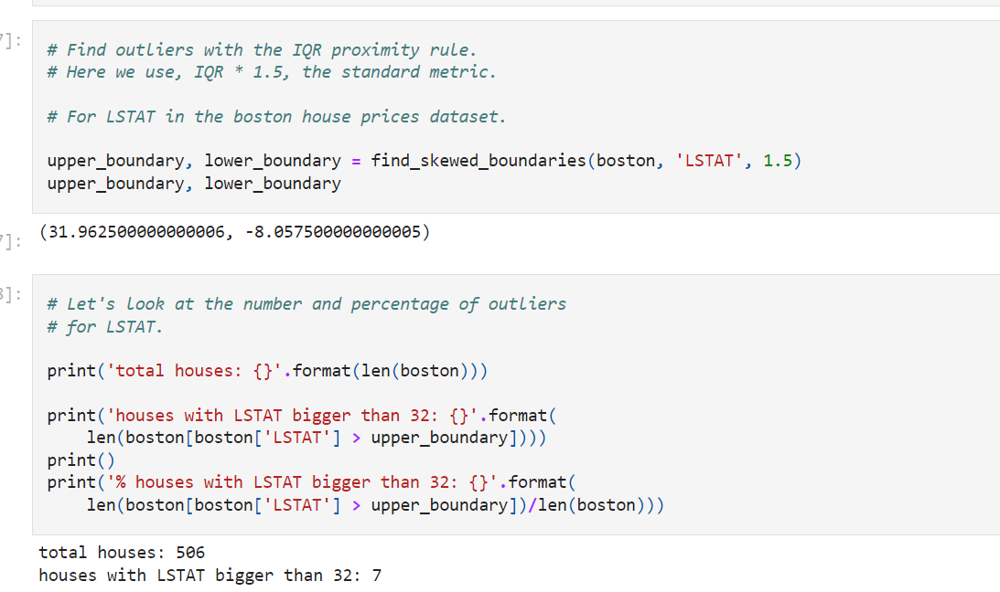 7]:
# Find outliers with the IQR proximity rule.
# Here we use, IQR * 1.5, the standard metric.
# For LSTAT in the boston house prices dataset.
upper_boundary, lower_boundary = find_skewed_boundaries(boston, 'LSTAT', 1.5)
upper_boundary, lower_boundary
7]:
(31.962500000000006, -8.057500000000005)
8]:
# Let's look at the number and percentage of outliers
# for LSTAT.
print('total houses: {}'.format(len(boston)))
print('houses with LSTAT bigger than 32: {}'.format(
    len(boston[boston['LSTAT'] > upper_boundary])))
print()
print('% houses with LSTAT bigger than 32: {}'.format(
    len(boston[boston['LSTAT'] > upper_boundary])/len(boston)))
total houses: 506
houses with LSTAT bigger than 32: 7